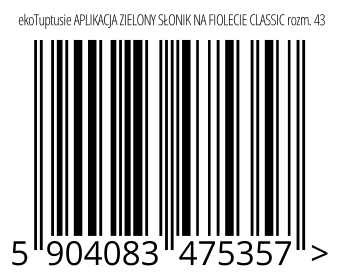 ekoTuptusie APLIKACJA ZIELONY SŁONIK NA FIOLECIE CLASSIC rozm. 43
5 904083 475357 >